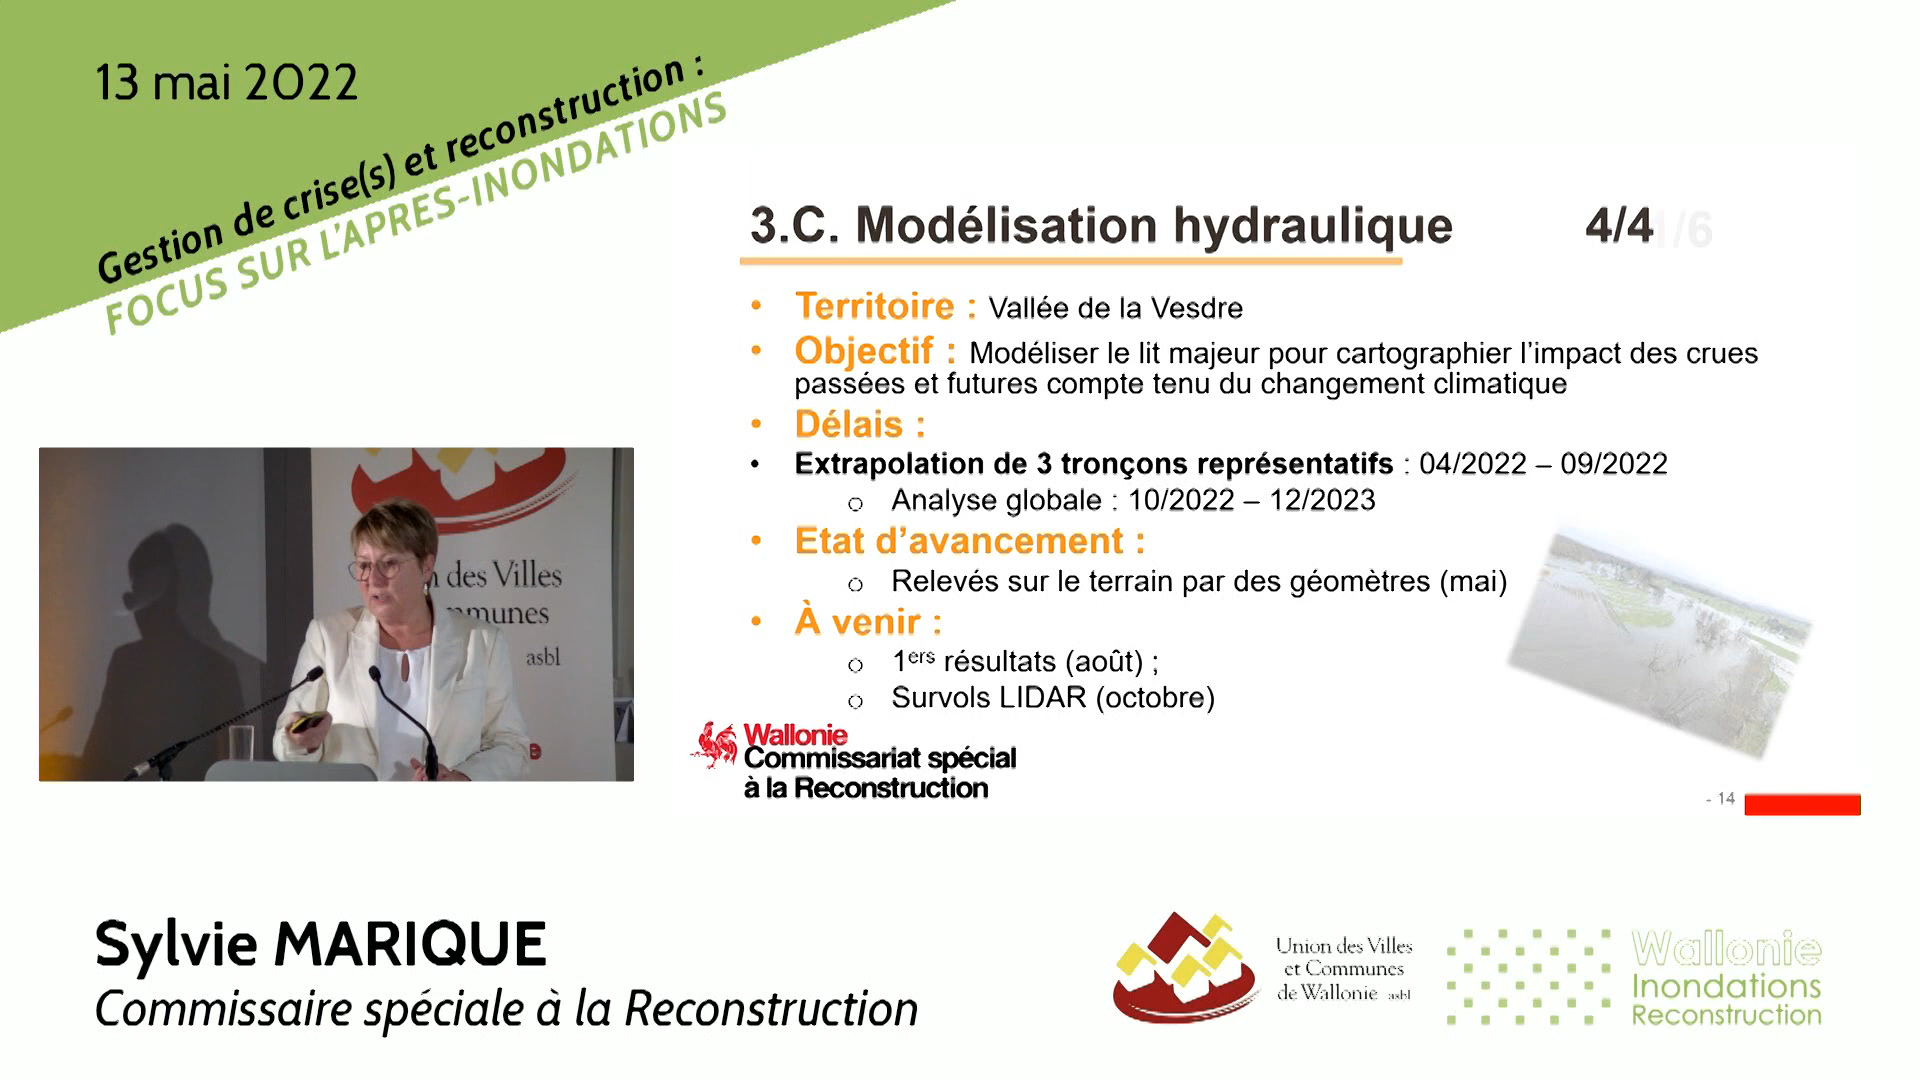 13 mai 2022
Gestion de crise(s) et reconstruction :
FOCUS SUR L'APRES-INONDATIONS
3.C. Modélisation hydraulique 4/4
/6
• Territoire : Vallée de la Vesdre
• Objectif : Modéliser le lit majeur pour cartographier l’impact des crues
passées et futures compte tenu du changement climatique
• Délais :
• Extrapolation de 3 tronçons représentatifs : 04/2022 – 09/2022
o Analyse globale : 10/2022 – 12/2023
• Etat d’avancement :
o Relevés sur le terrain par des géomètres (mai)
• À venir :
o 1ers résultats (août) ;
o Survols LIDAR (octobre)
Wallonie
Commissariat spécial
à la Reconstruction
- 14
des Villes
asbl
Sylvie MARIQUE
Commissaire spéciale à la Reconstruction
Union des Villes
et Communes
de Wallonie asbl
Wallonie
Inondations
Reconstruction